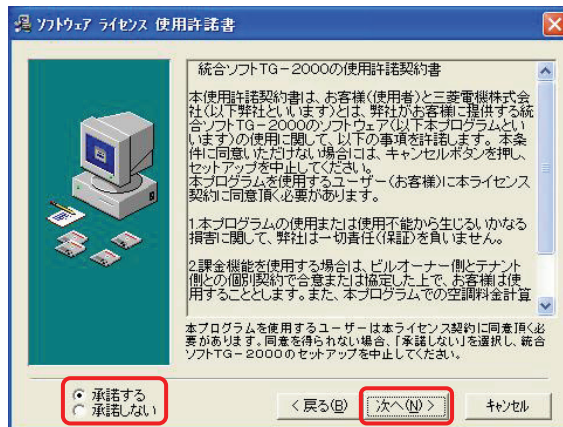 ソフトウェア ライセンス 使用許諾書
統合ソフトTG-2000の使用許諾契約書
本使用許諾契約書は、お客様(使用者)と三菱電機株式会
社(以下弊社といいます)とは、弊社がお客様に提供する統
合ソフトTG-2000のソフトウェア(以下本プログラムとい
います)の使用に関して、以下の事項を許諾します。本条
件に同意いただけない場合には、キャンセルボタンを押し、
セットアップを中止してください。
本プログラムを使用するユーザー(お客様)に本ライセンス
契約に同意頂く必要があります。
1.本プログラムの使用または使用不能から生じるいかなる
損害に関して、弊社は一切責任(保証)を負いません。
2.課金機能を使用する場合は、ビルオーナー側とテナント
側との個別契約で合意または協定した上で、お客様は使
用することとします。また、本プログラムでの空調料金計算
本プログラムを使用するユーザーは本ライセンス契約に同意頂く必
要があります。同意を得られない場合、「承諾しない」を選択し、統合
ソフトTG-2000のセットアップを中止してください。
承諾する
承諾しない
< 戻る(B)
次へ(N) >
キャンセル